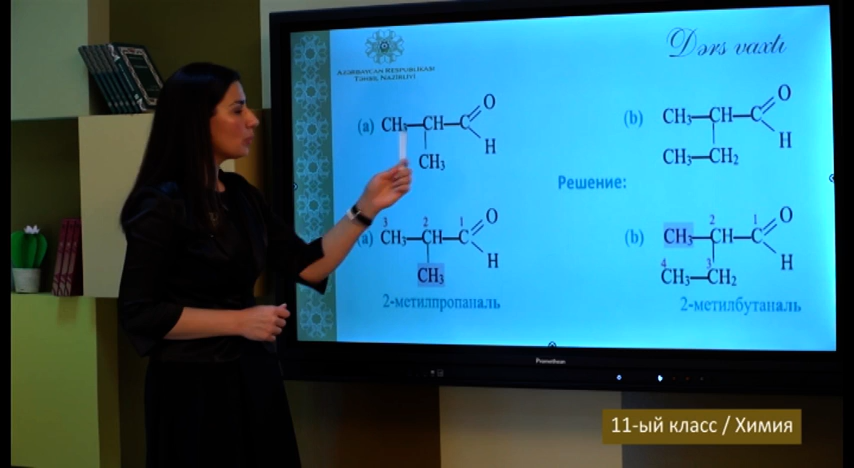 AZƏRBAYCAN RESPUBLİKASI
TƏHSİL NAZİRLİYİ
Dərs vaxtı
(a) CH₃—CH—C O
H
CH₃
(b) CH₃—CH—C O
H
CH₃—CH₂
Решение:
(a) 3 2 1
CH₃—CH—C O
H
CH₃
2-метилпропаналь
(b) 2 1
CH₃—CH—C O
H
4 3
CH₃—CH₂
2-метилбутаналь
Promethean
11-ый класс / Химия